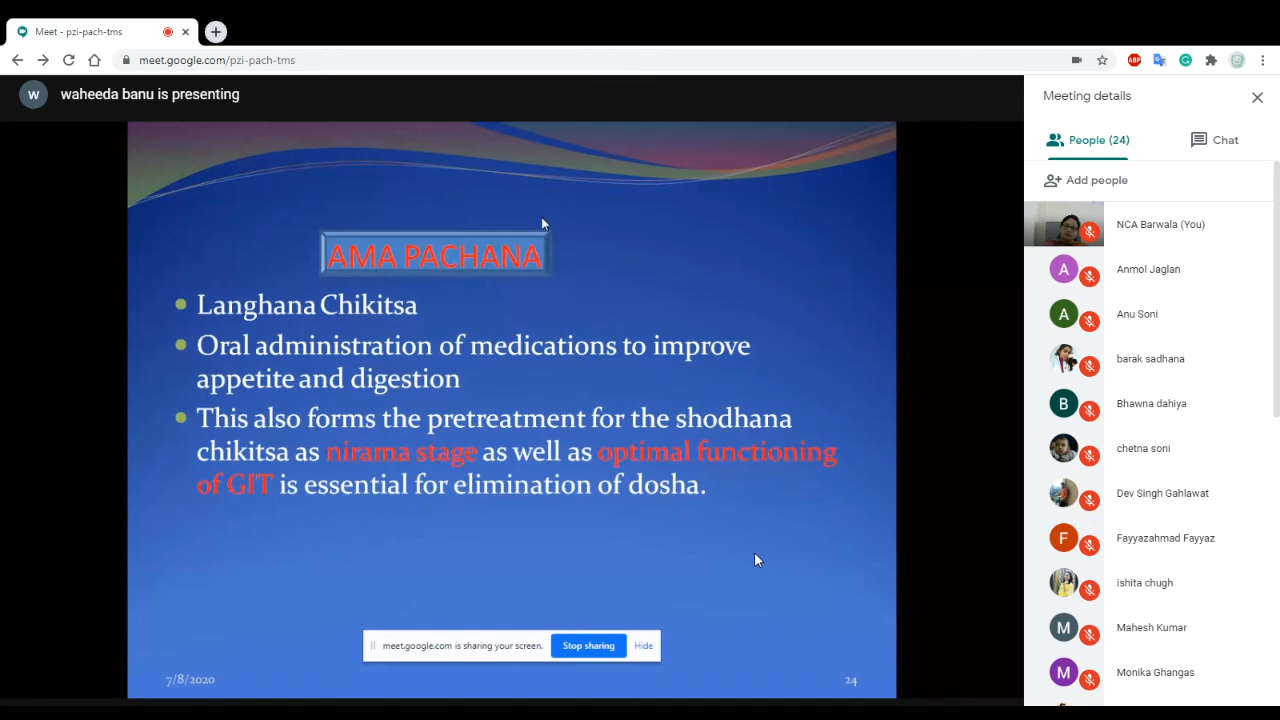 Meet - pzi-pach-tms
meet.google.com/pzi-pach-tms
ABP
W
waheeda banu is presenting
Meeting details
People (24)
Chat
Add people
AMA PACHANA
Langhana Chikitsa
Oral administration of medications to improve
appetite and digestion
This also forms the pretreatment for the shodhana
chikitsa as nirama stage as well as optimal functioning
of GIT is essential for elimination of dosha.
meet.google.com is sharing your screen.
Stop sharing
Hide
7/8/2020
24
NCA Barwala (You)
A
Anmol Jaglan
A
Anu Soni
barak sadhana
B
Bhawna dahiya
chetna soni
Dev Singh Gahlawat
F
Fayyazahmad Fayyaz
ishita chugh
M
Mahesh Kumar
M
Monika Ghangas